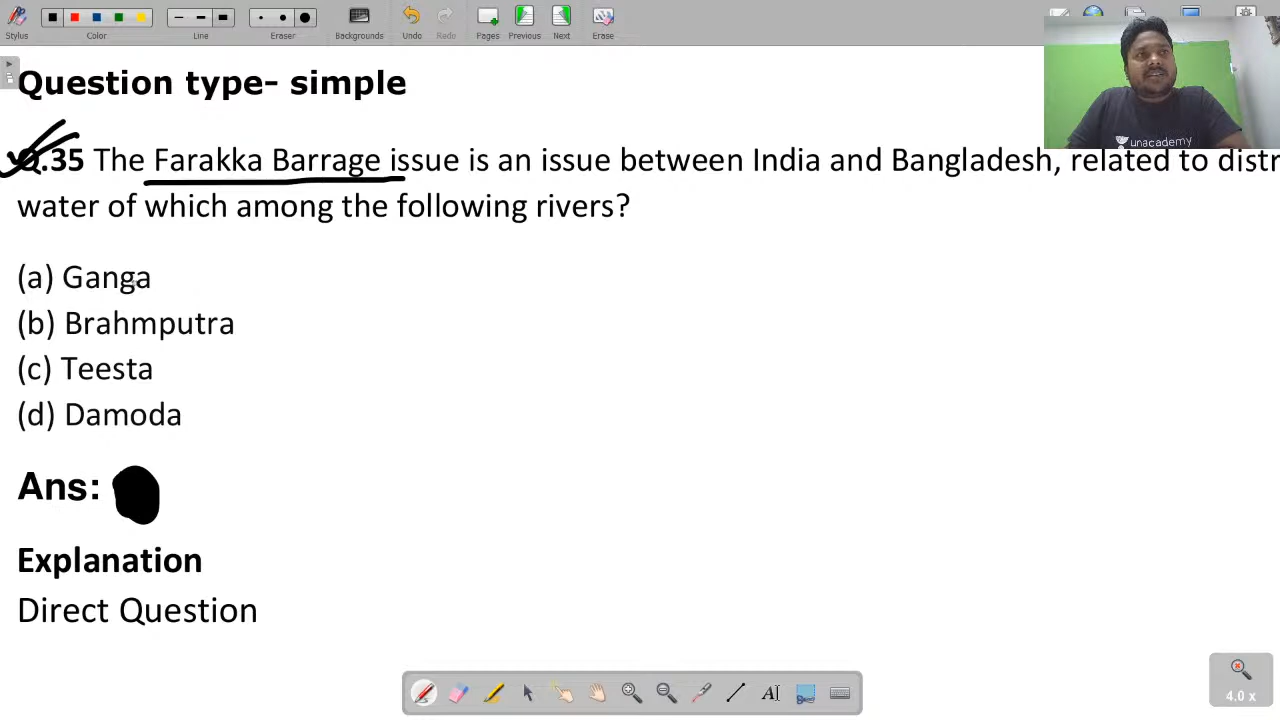 Stylus
Color
Line
Eraser
Backgrounds
Undo
Redo
Pages
Previous
Next
Erase
unacademy
Question type- simple
Q.35 The Farakka Barrage issue is an issue between India and Bangladesh, related to distr
water of which among the following rivers?
(a) Ganga
(b) Brahmputra
(c) Teesta
(d) Damoda
Ans:
Explanation
Direct Question
4.0 x